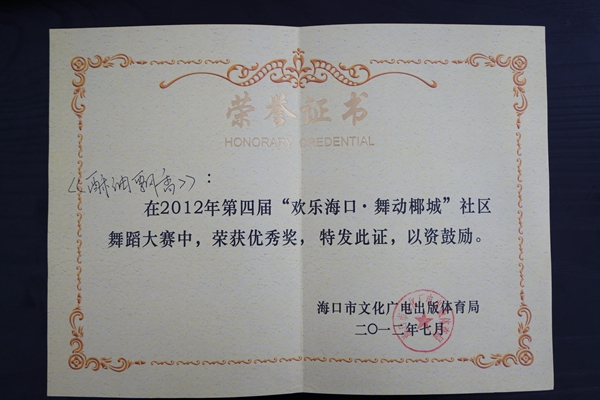 荣誉证书
HONORARY CREDENTIAL
《酥油飘香》：
在2012年第四届“欢乐海口·舞动椰城”社区
舞蹈大赛中，荣获优秀奖，特发此证，以资鼓励。
海口市文化广电出版体育局
二〇一二年七月